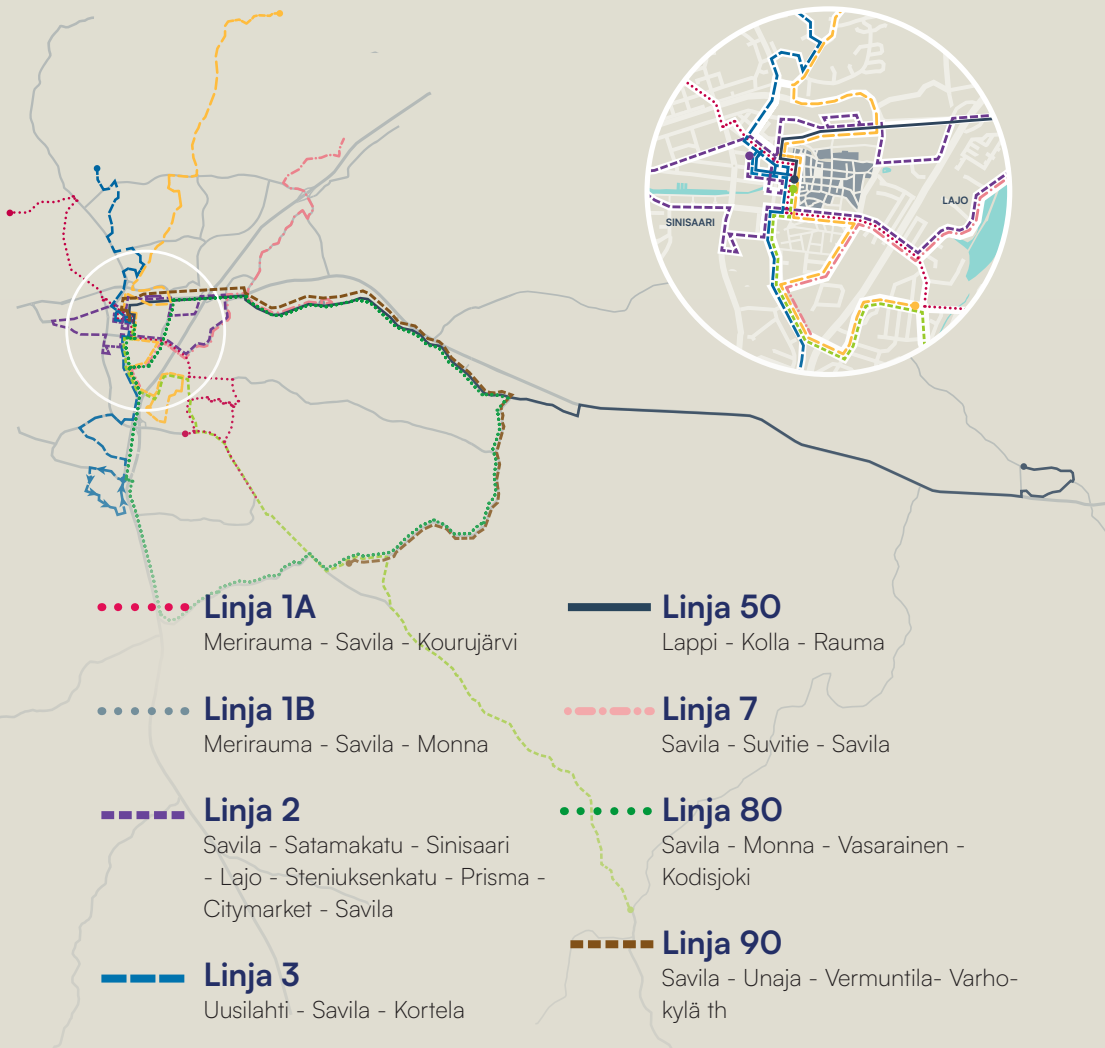 LAJO
SINISAARI
Linja 1A
Merirauma - Savila - Kourujärvi
Linja 1B
Merirauma - Savila - Monna
Linja 2
Savila - Satamakatu - Sinisaari
- Lajo - Steniuksenkatu - Prisma -
Citymarket - Savila
Linja 3
Uusilahti - Savila - Kortela
Linja 50
Lappi - Kolla - Rauma
Linja 7
Savila - Suvitie - Savila
Linja 80
Savila - Monna - Vasarainen -
Kodisjoki
Linja 90
Savila - Unaja - Vermuntila- Varho-
kylä th